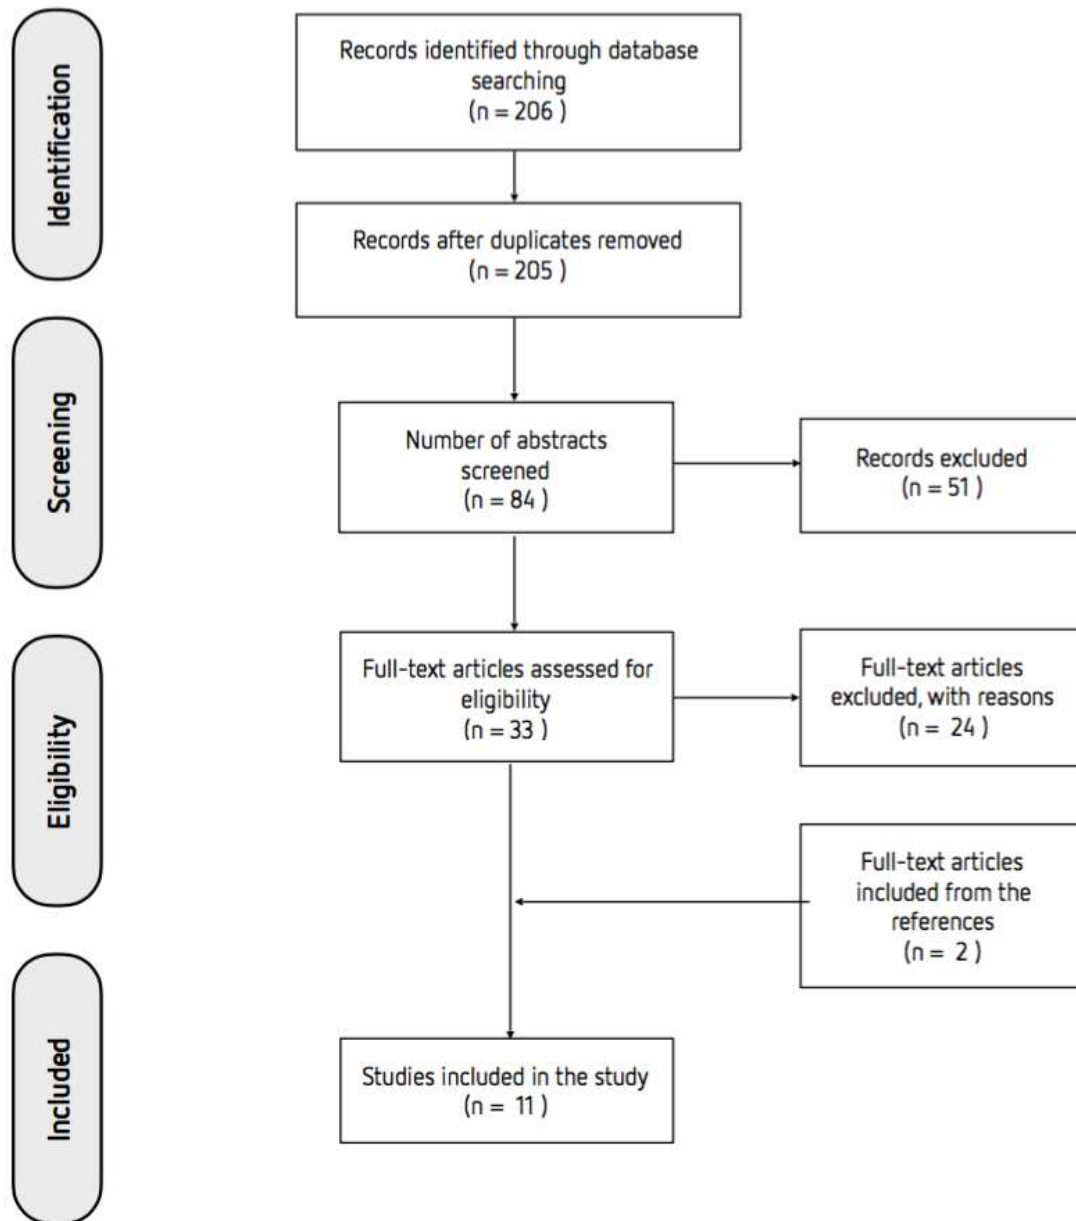 Identification
Records identified through database
searching
(n = 206 )
Records after duplicates removed
(n = 205 )
Screening
Number of abstracts
screened
(n = 84 )
Records excluded
(n = 51 )
Eligibility
Full-text articles assessed for
eligibility
(n = 33 )
Full-text articles
excluded, with reasons
(n = 24 )
Full-text articles
included from the
references
(n = 2 )
Included
Studies included in the study
(n = 11 )